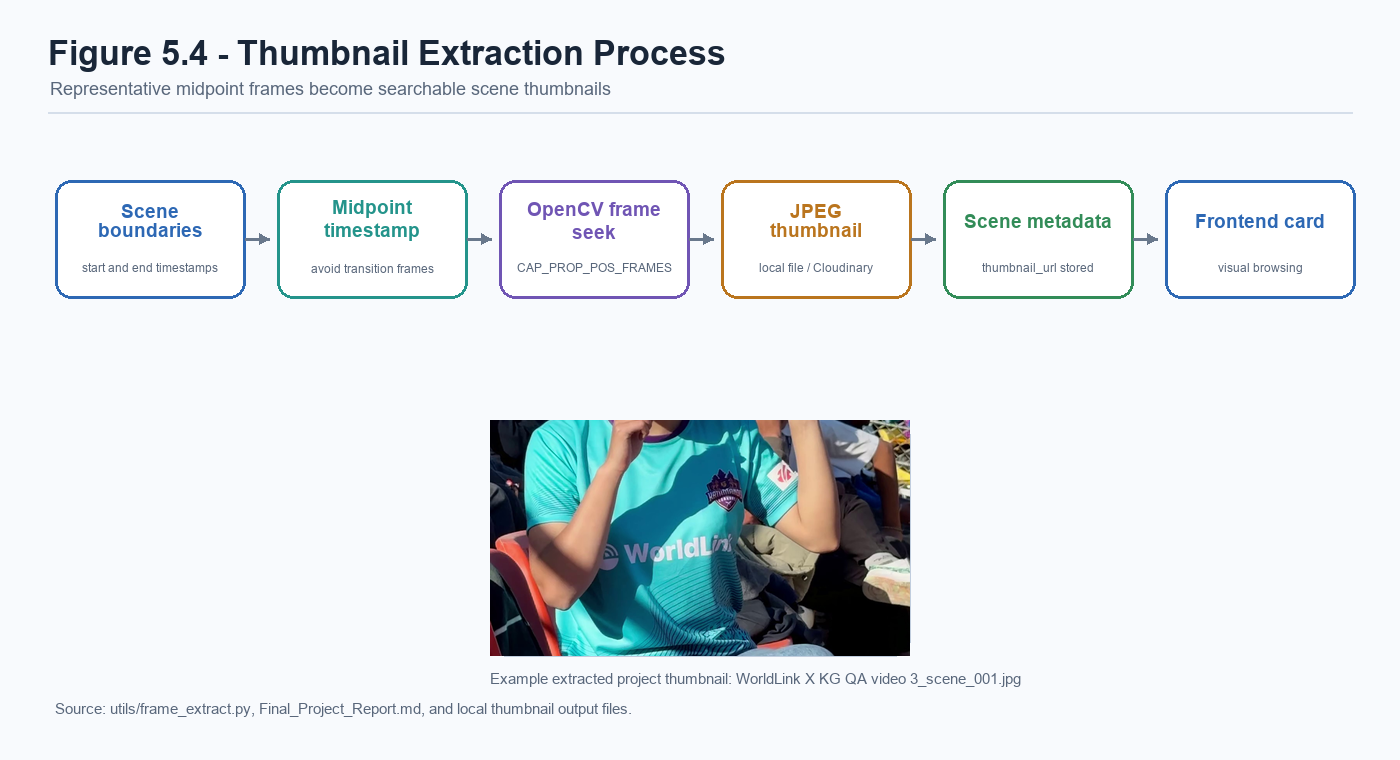 Figure 5.4 - Thumbnail Extraction Process
Representative midpoint frames become searchable scene thumbnails
Scene
boundaries
start and end timestamps
Midpoint
timestamp
avoid transition frames
OpenCV frame
seek
CAP_PROP_POS_FRAMES
JPEG
thumbnail
local file / Cloudinary
Scene metadata
thumbnail_url stored
Frontend card
visual browsing
WorldLink
Example extracted project thumbnail: WorldLink X KG QA video 3_scene_001.jpg
Source: utils/frame_extract.py, Final_Project_Report.md, and local thumbnail output files.